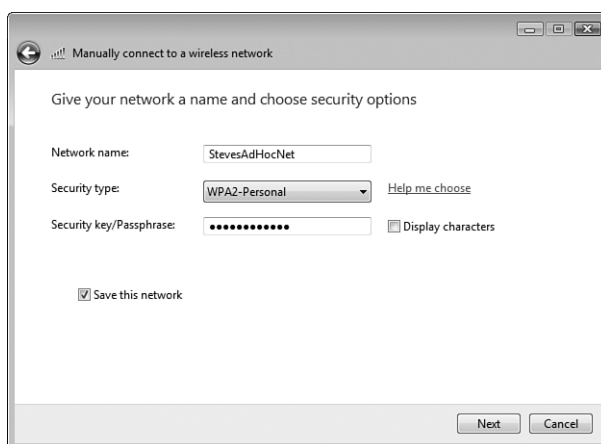 Manually connect to a wireless network
Give your network a name and choose security options
Network name: StevesAdHocNet
Security type: WPA2-Personal Help me choose
Security key/Passphrase: ●●●●●●●●●●●● Display characters
Save this network
Next Cancel